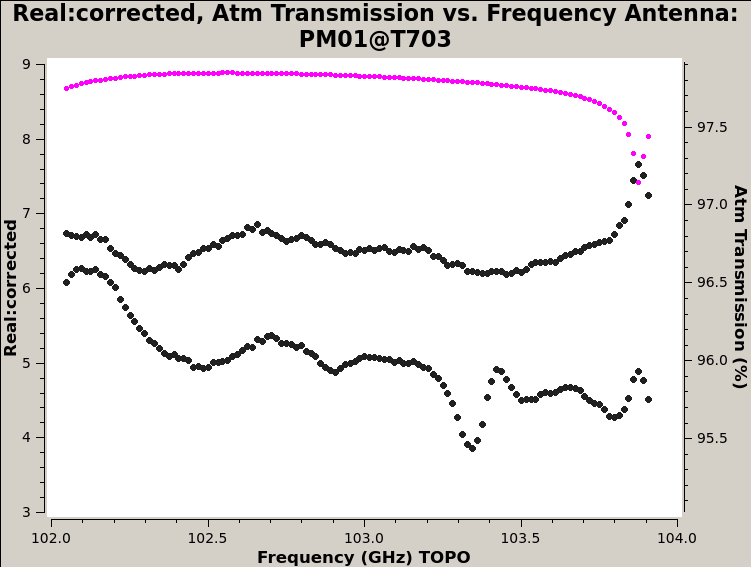 Real:corrected, Atm Transmission vs. Frequency Antenna:
PM01@T703
9
8
7
6
5
4
3
Real:corrected
97.5
97.0
96.5
96.0
95.5
Atm Transmission (%)
102.0 102.5 103.0 103.5 104.0
Frequency (GHz) TOPO